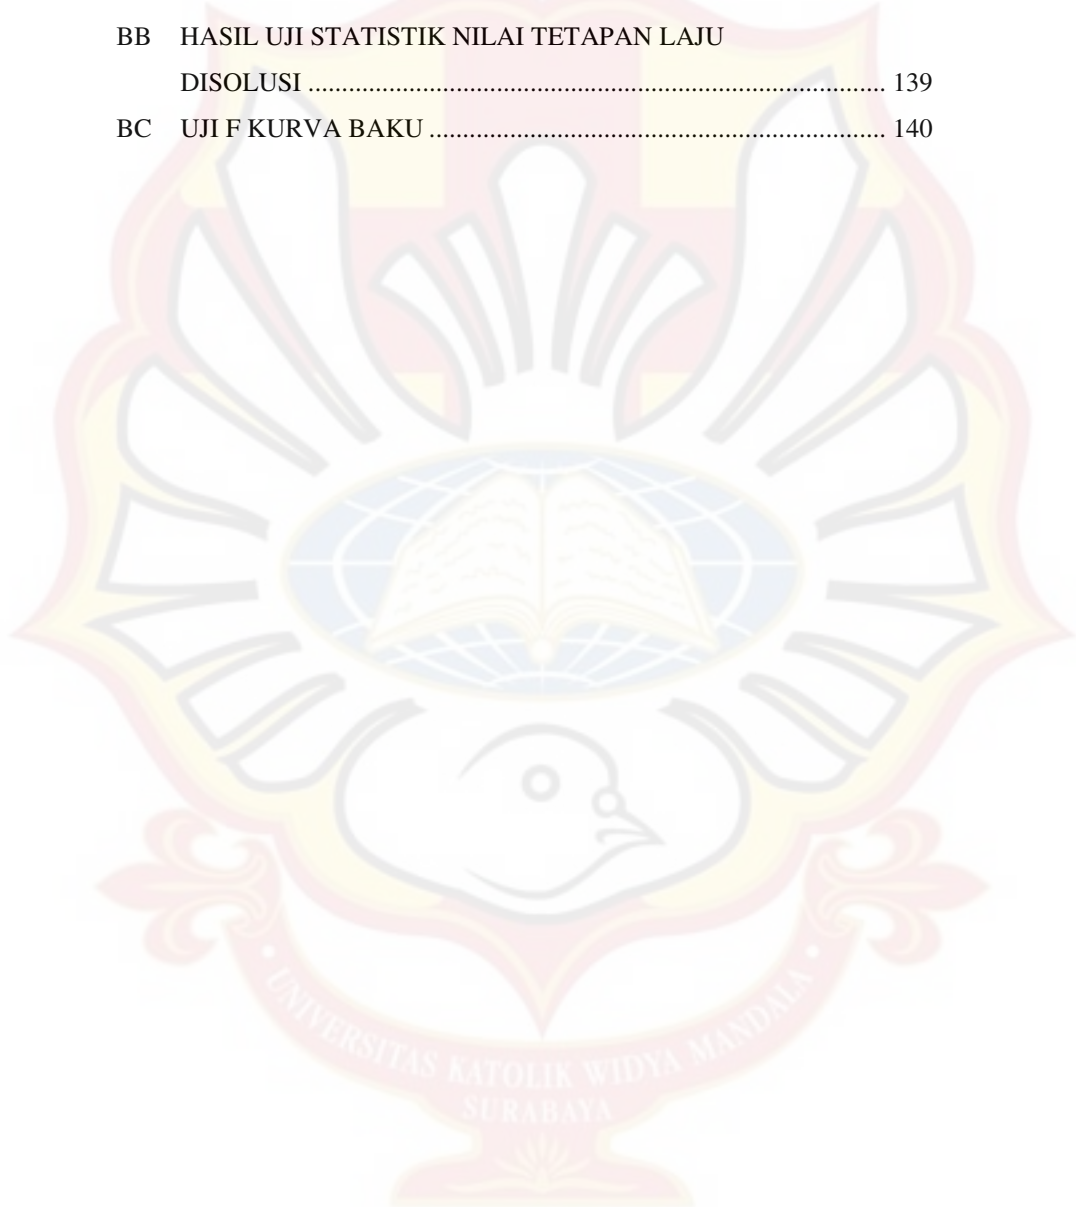 BB HASIL UJI STATISTIK NILAI TETAPAN LAJU
DISOLUSI ..................................................................................... 139
BC UJI F KURVA BAKU ................................................................... 140
• UNIVERSITAS KATOLIK WIDYA MANDALA •
SURABAYA